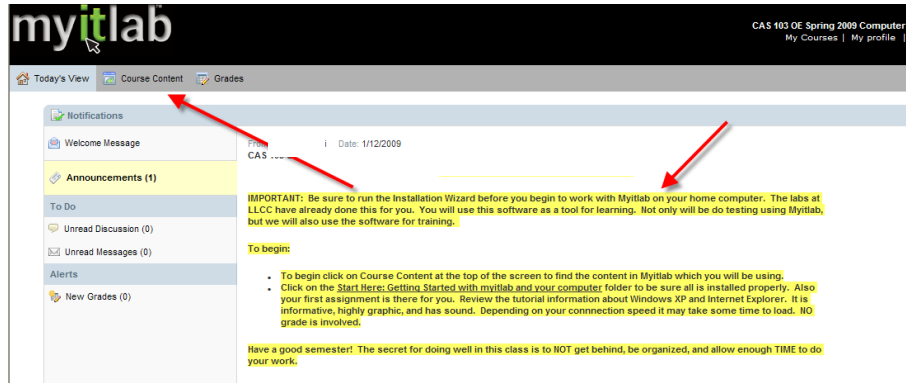 myitlab
CAS 103 OE Spring 2009 Computer
My Courses | My profile |
Today's View Course Content Grades
Notifications
Welcome Message
i Date: 1/12/2009
CAS
Announcements (1)
IMPORTANT: Be sure to run the Installation Wizard before you begin to work with Myitlab on your home computer. The labs at
LLCC have already done this for you. You will use this software as a tool for learning. Not only will be do testing using Myitlab,
but we will also use the software for training.
To Do
Unread Discussion (0)
Unread Messages (0)
To begin:
Alerts
New Grades (0)
To begin click on Course Content at the top of the screen to find the content in Myitlab which you will be using.
Click on the Start Here: Getting Started with myitlab and your computer folder to be sure all is installed properly. Also
your first assignment is there for you. Review the tutorial information about Windows XP and Internet Explorer. It is
informative, highly graphic, and has sound. Depending on your connnection speed it may take some time to load. NO
grade is involved.
Have a good semester! The secret for doing well in this class is to NOT get behind, be organized, and allow enough TIME to do
your work.